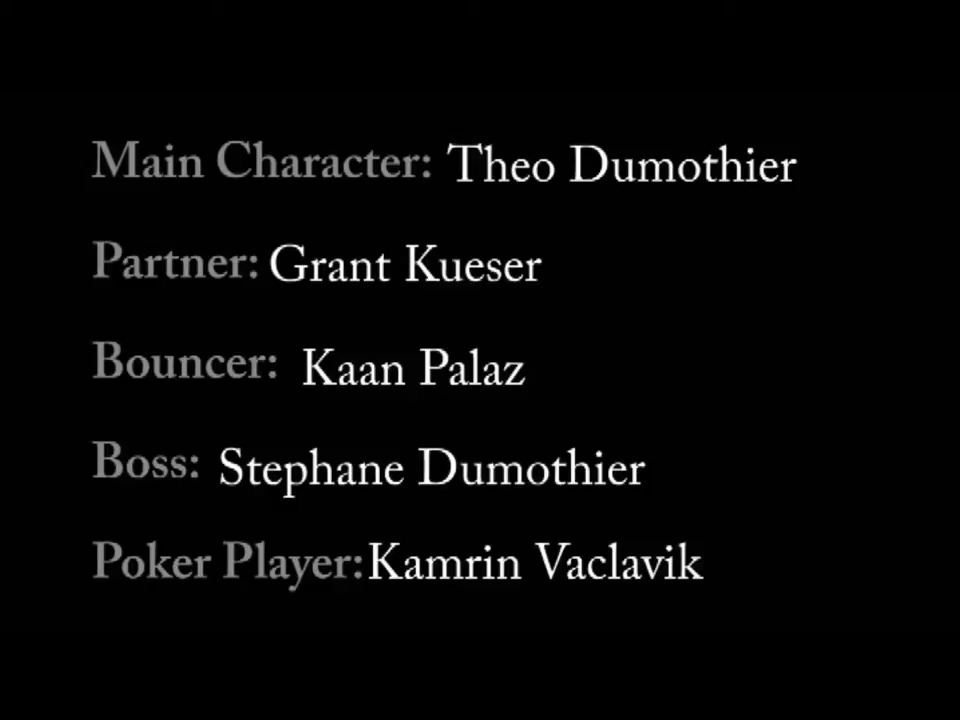 Main Character: Theo Dumothier
Partner: Grant Kueser
Bouncer: Kaan Palaz
Boss: Stephane Dumothier
Poker Player: Kamrin Vaclavik